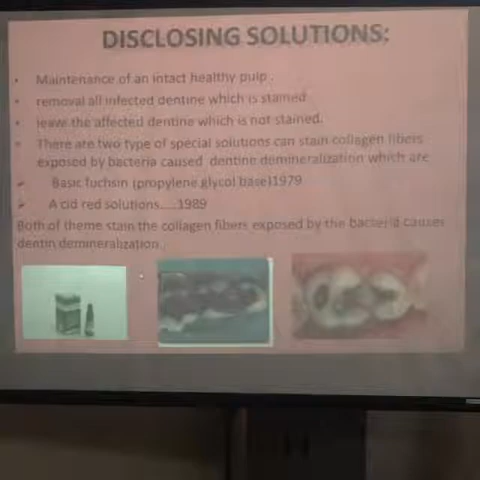 DISCLOSING SOLUTIONS:
Maintenance of an intact healthy pulp .
removal all infected dentine which is stained
leave the affected dentine which is not stained.
There are two type of special solutions can stain collagen fibers
exposed by bacteria caused dentine demineralization which are
Basic fuchsin (propylene glycol base)1979
A cid red solutions.....1989
Both of theme stain the collagen fibers exposed by the bacteria causes
dentin demineralization.